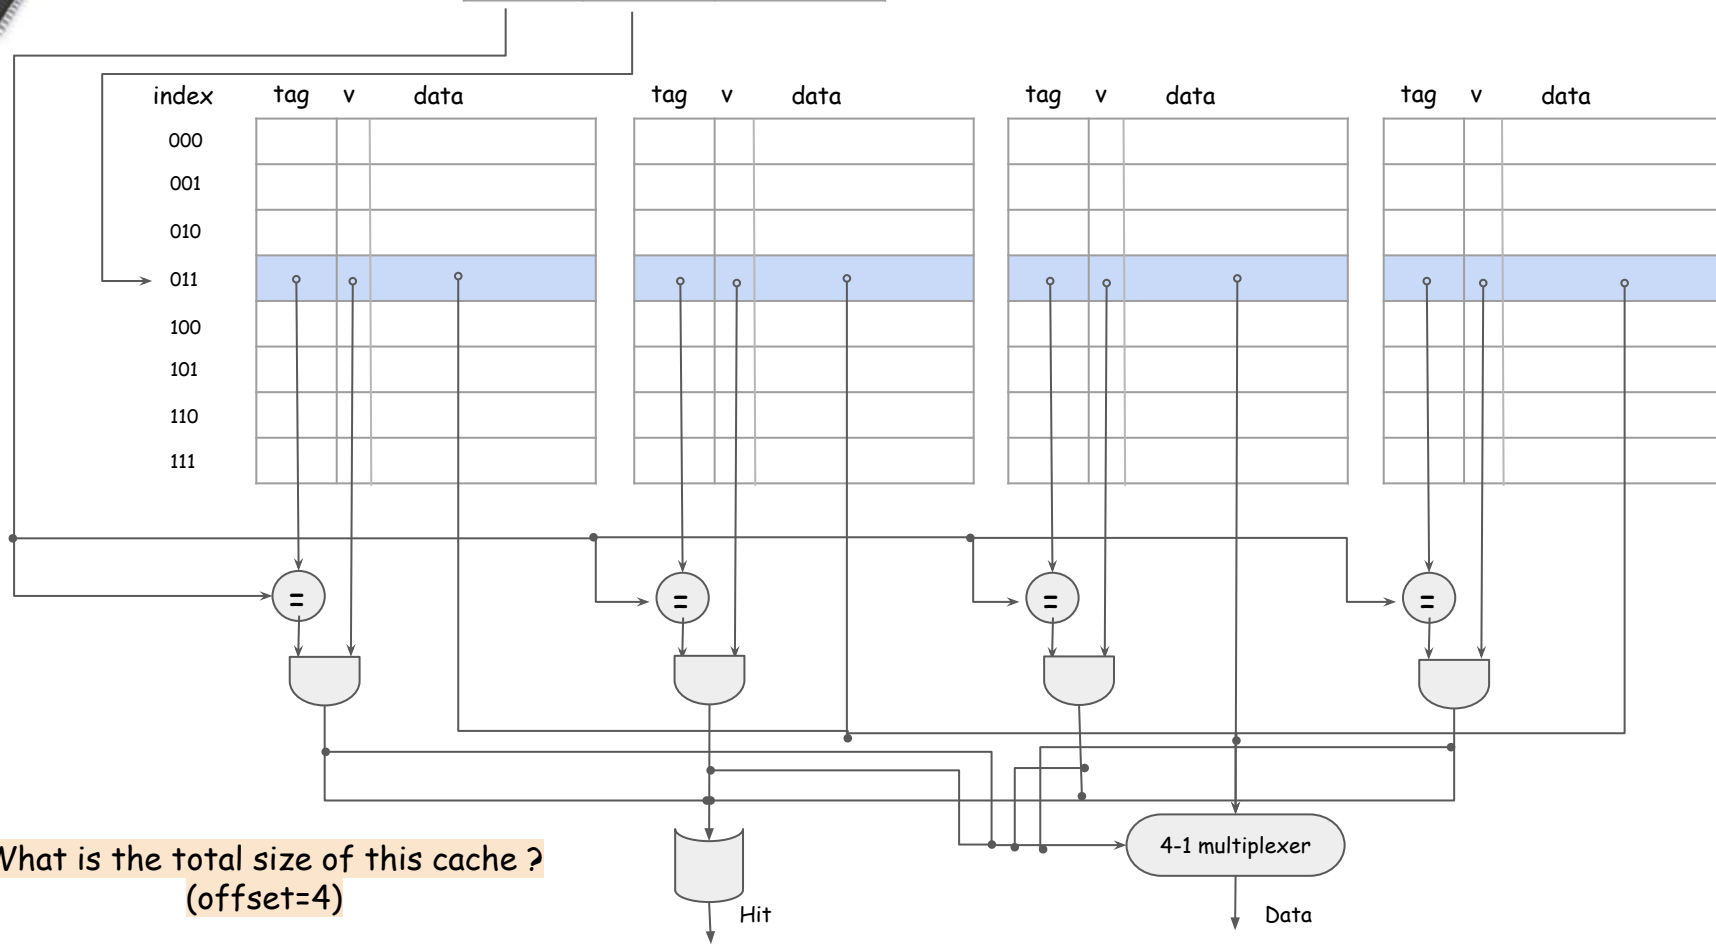 index tag v data tag v data tag v data tag v data
000
001
010
011
100
101
110
111
= = = =
4-1 multiplexer
What is the total size of this cache ?
(offset=4)
Hit
Data